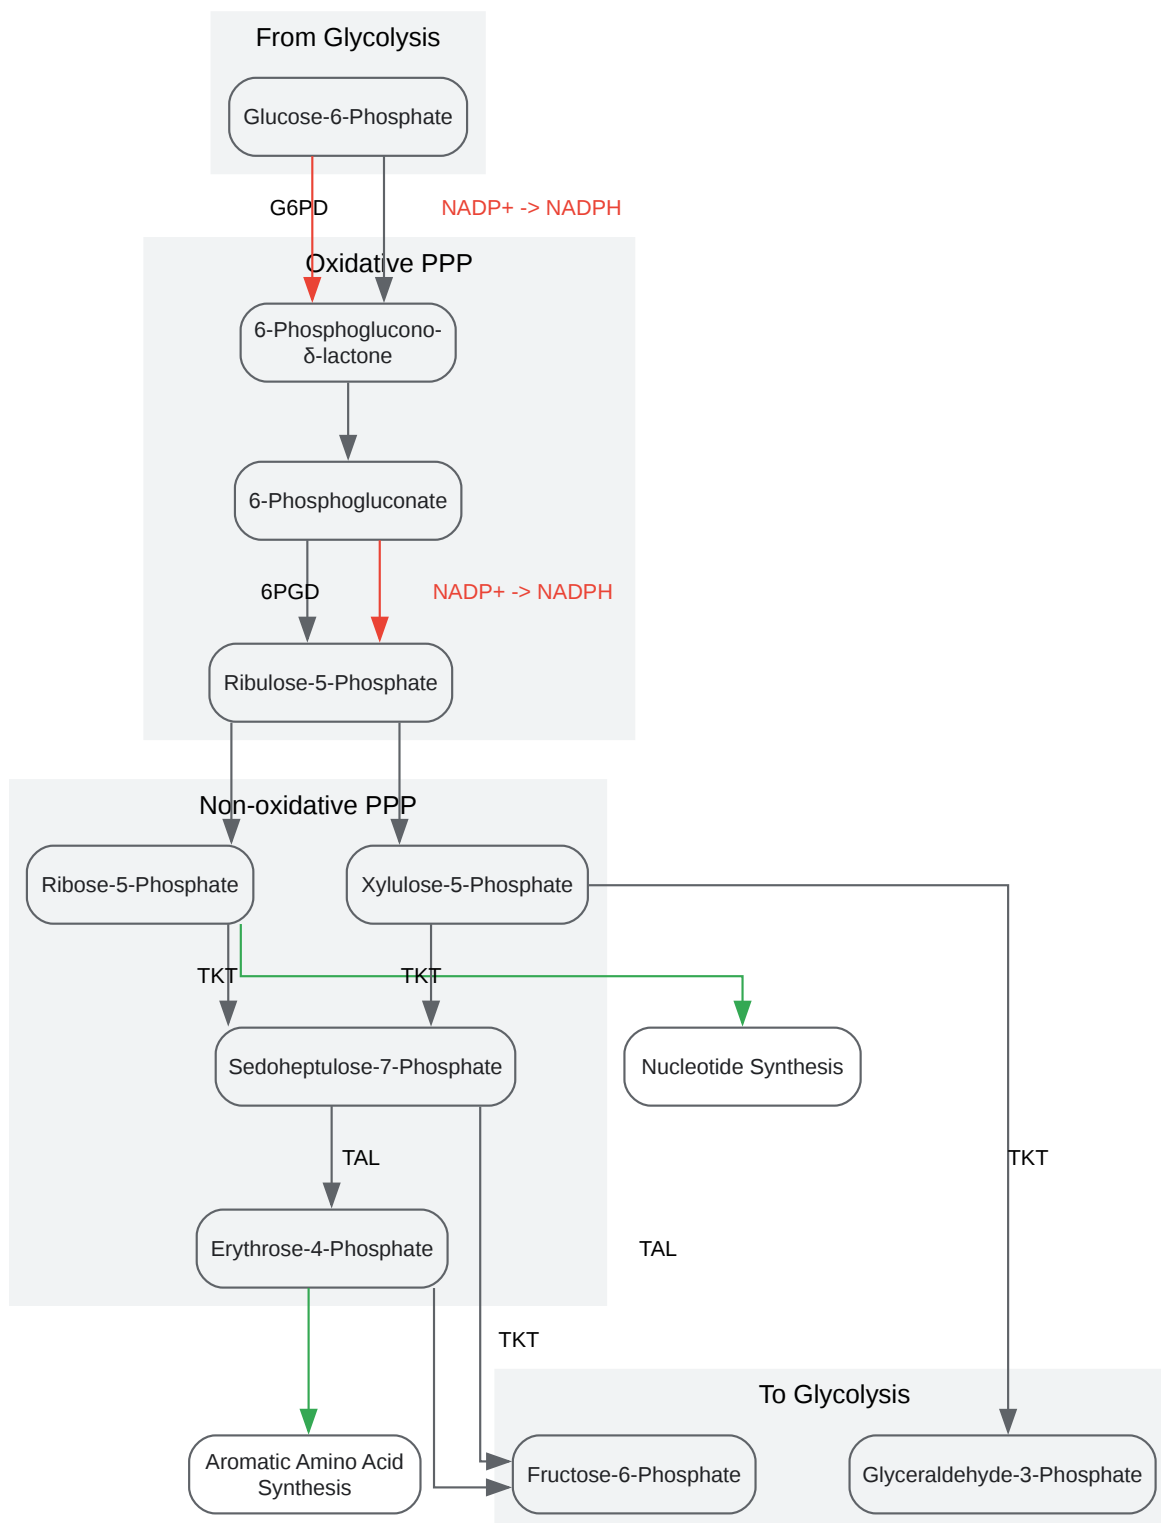 From Glycolysis
Glucose-6-Phosphate
G6PD
NADP+ -> NADPH
Oxidative PPP
6-Phosphoglucono-
δ-lactone
6-Phosphogluconate
6PGD
NADP+ -> NADPH
Ribulose-5-Phosphate
Non-oxidative PPP
Ribose-5-Phosphate
Xylulose-5-Phosphate
TKT
TKT
Sedoheptulose-7-Phosphate
Nucleotide Synthesis
TAL
TKT
Erythrose-4-Phosphate
TAL
TKT
To Glycolysis
Aromatic Amino Acid
Synthesis
Fructose-6-Phosphate
Glyceraldehyde-3-Phosphate